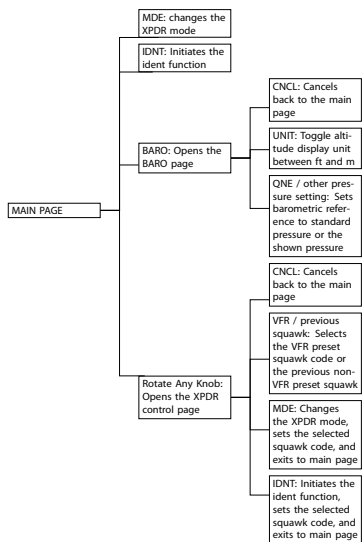 MDE: changes the
XPDR mode
IDNT: Initiates the
ident function
CNCL: Cancels
back to the main
page
BARO: Opens the
BARO page
UNIT: Toggle alti-
tude display unit
between ft and m
QNE / other pres-
sure setting: Sets
barometric refer-
ence to standard
pressure or the
shown pressure
MAIN PAGE
CNCL: Cancels
back to the main
page
VFR / previous
squawk: Selects
the VFR preset
squawk code or
the previous non-
VFR preset squawk
Rotate Any Knob:
Opens the XPDR
control page
MDE: Changes
the XPDR mode,
sets the selected
squawk code, and
exits to main page
IDNT: Initiates the
ident function,
sets the selected
squawk code, and
exits to main page